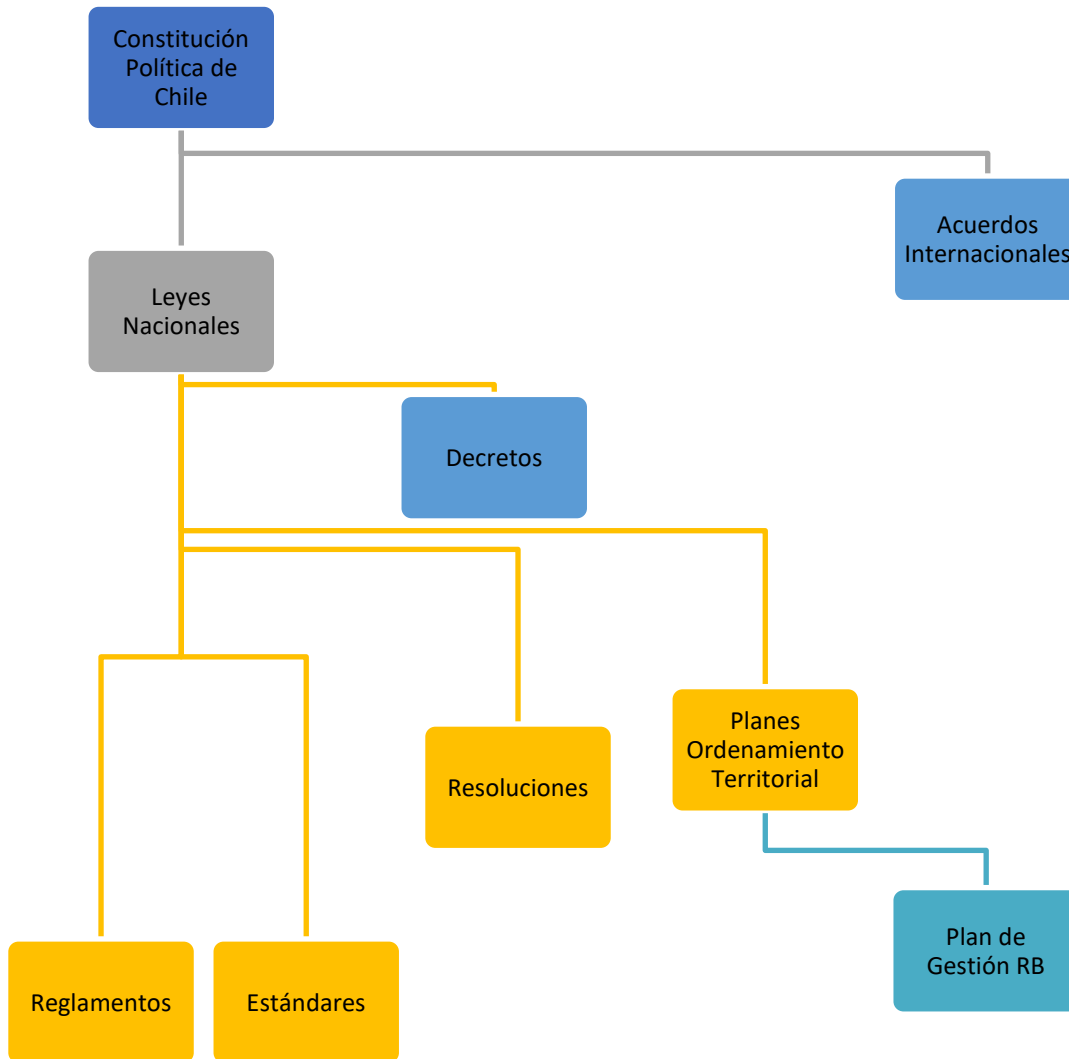 Constitución
Política de
Chile
Acuerdos
Internacionales
Leyes
Nacionales
Decretos
Planes
Ordenamiento
Territorial
Resoluciones
Plan de
Gestión RB
Reglamentos
Estándares